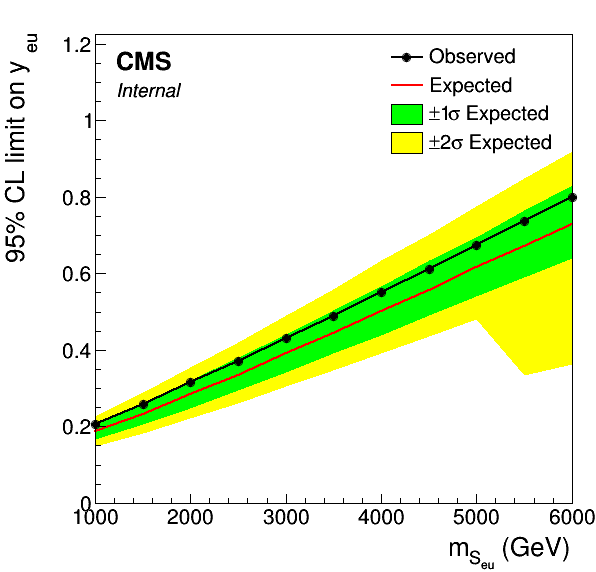 95% CL limit on y eu
CMS
Internal
Observed
Expected
±1σ Expected
±2σ Expected
1.2
1
0.8
0.6
0.4
0.2
0
1000 2000 3000 4000 5000 6000
m_S_eu (GeV)